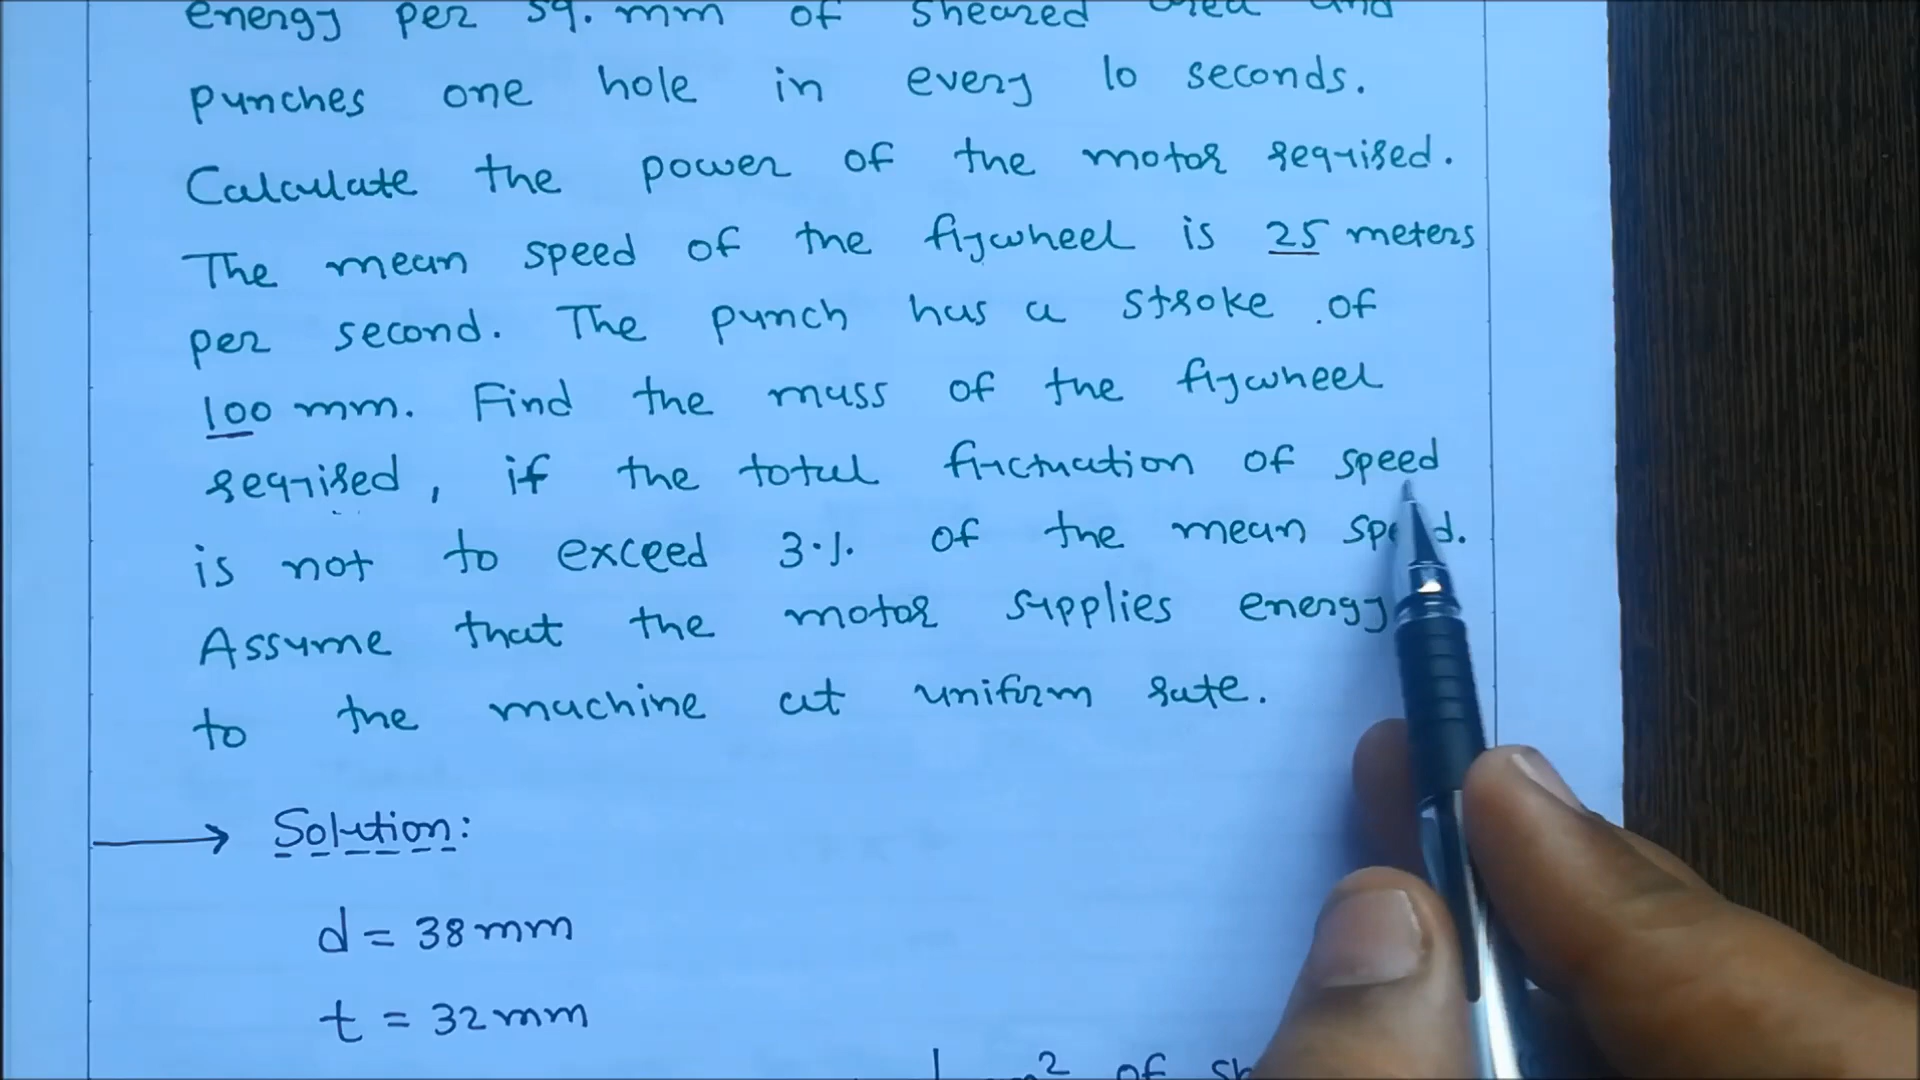 energy per sq. mm of sheared area and
punches one hole in every 10 seconds.
Calculate the power of the motor required.
The mean speed of the flywheel is 25 meters
per second. The punch has a stroke of
100 mm. Find the mass of the flywheel
required, if the total fluctuation of speed
is not to exceed 3% of the mean speed.
Assume that the motor supplies energy
to the machine at uniform rate.
Solution:
d = 38 mm
t = 32 mm
of